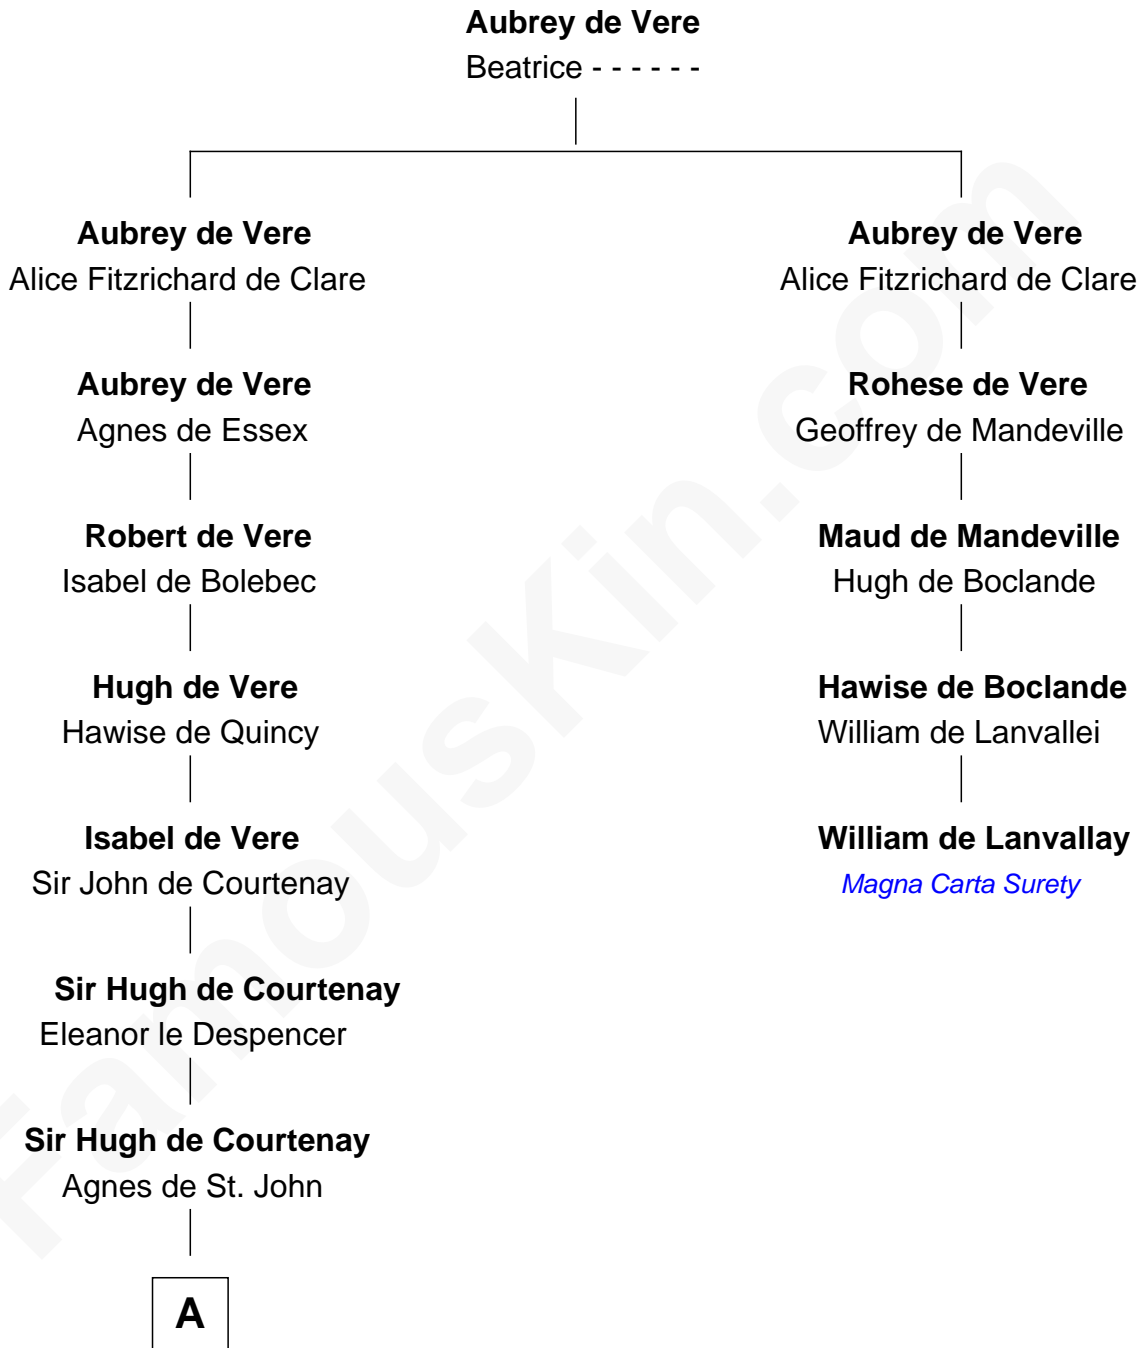 Aubrey de Vere
Beatrice - - - - - -
Aubrey de Vere
Alice Fitzrichard de Clare
Aubrey de Vere
Agnes de Essex
Robert de Vere
Isabel de Bolebec
Hugh de Vere
Hawise de Quincy
Isabel de Vere
Sir John de Courtenay
Sir Hugh de Courtenay
Eleanor le Despencer
Sir Hugh de Courtenay
Agnes de St. John
A
Aubrey de Vere
Alice Fitzrichard de Clare
Rohese de Vere
Geoffrey de Mandeville
Maud de Mandeville
Hugh de Boclande
Hawise de Boclande
William de Lanvallei
William de Lanvallay
Magna Carta Surety
FamousKin.com